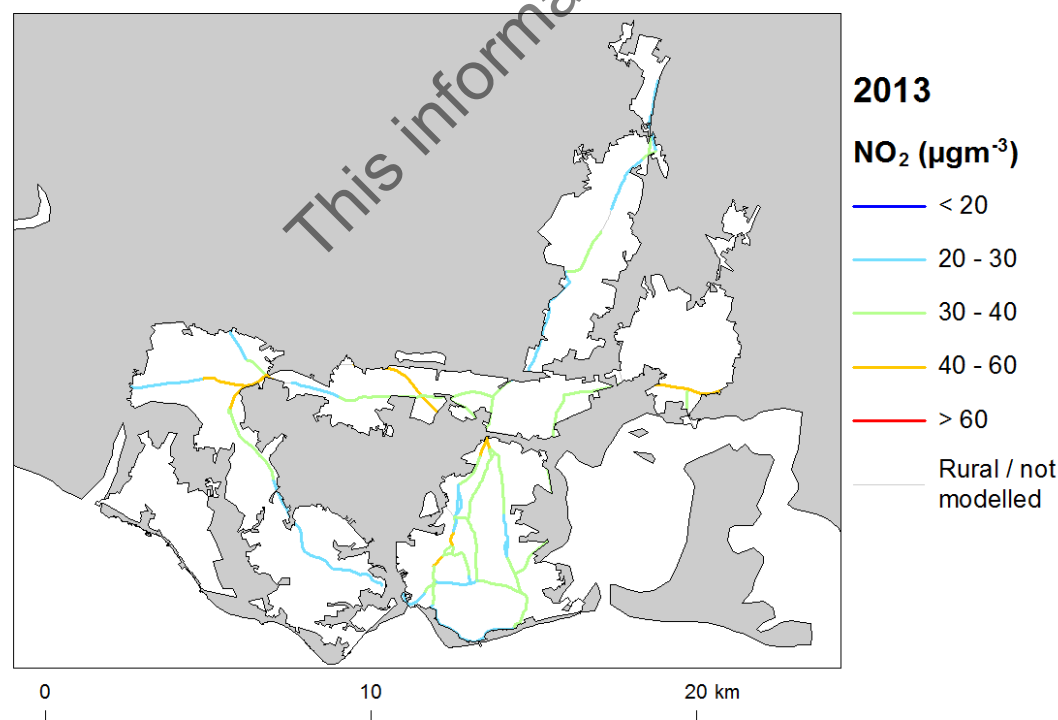 This informa
2013
NO₂ (µgm⁻³)
< 20
20 - 30
30 - 40
40 - 60
> 60
Rural / not
modelled
0 10 20 km